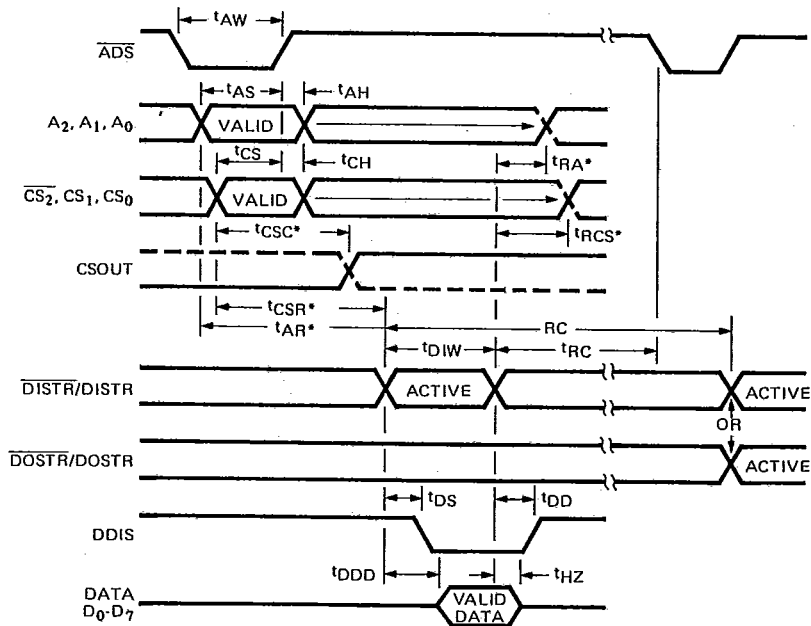 tAW
ADS
tAS
tAH
A2, A1, A0
VALID
tCS
tCH
tRA*
CS2, CS1, CS0
VALID
tCSC*
tRCS*
CSOUT
tCSR*
tAR*
RC
tDIW
tRC
DISTR/DISTR
ACTIVE
ACTIVE
OR
DOSTR/DOSTR
ACTIVE
tDS
tDD
DDIS
tDDD
tHZ
DATA
D0-D7
VALID
DATA